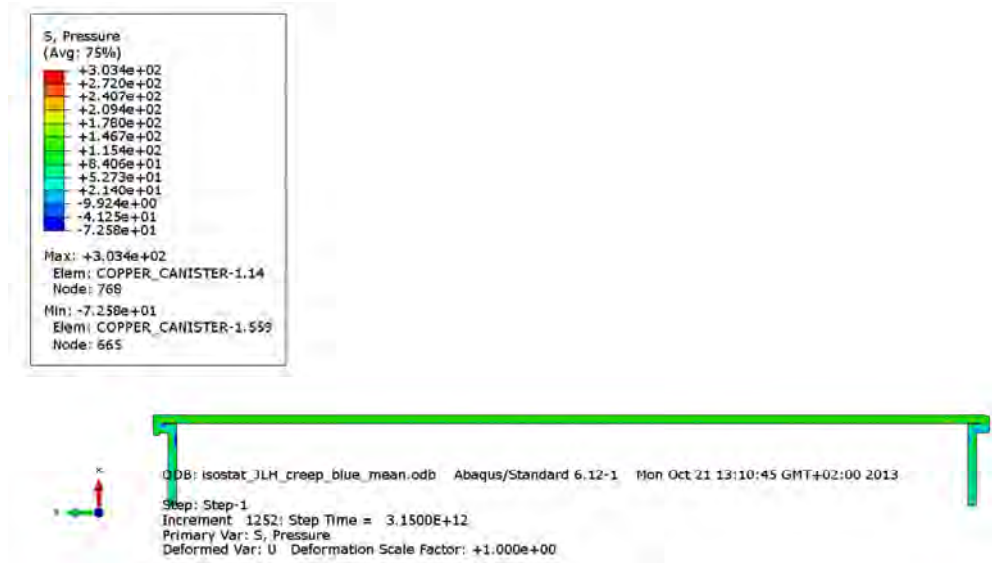 S, Pressure
(Avg: 75%)
+3.034e+02
+2.720e+02
+2.407e+02
+2.094e+02
+1.780e+02
+1.467e+02
+1.154e+02
+8.406e+01
+5.273e+01
+2.140e+01
-9.924e+00
-4.125e+01
-7.258e+01
Max: +3.034e+02
Elem: COPPER_CANISTER-1.14
Node: 768
Min: -7.258e+01
Elem: COPPER_CANISTER-1.559
Node: 665
ODB: isostat_JLH_creep_blue_mean.odb Abaqus/Standard 6.12-1 Mon Oct 21 13:10:45 GMT+02:00 2013
Step: Step-1
Increment 1252: Step Time = 3.1500E+12
Primary Var: S, Pressure
Deformed Var: U Deformation Scale Factor: +1.000e+00